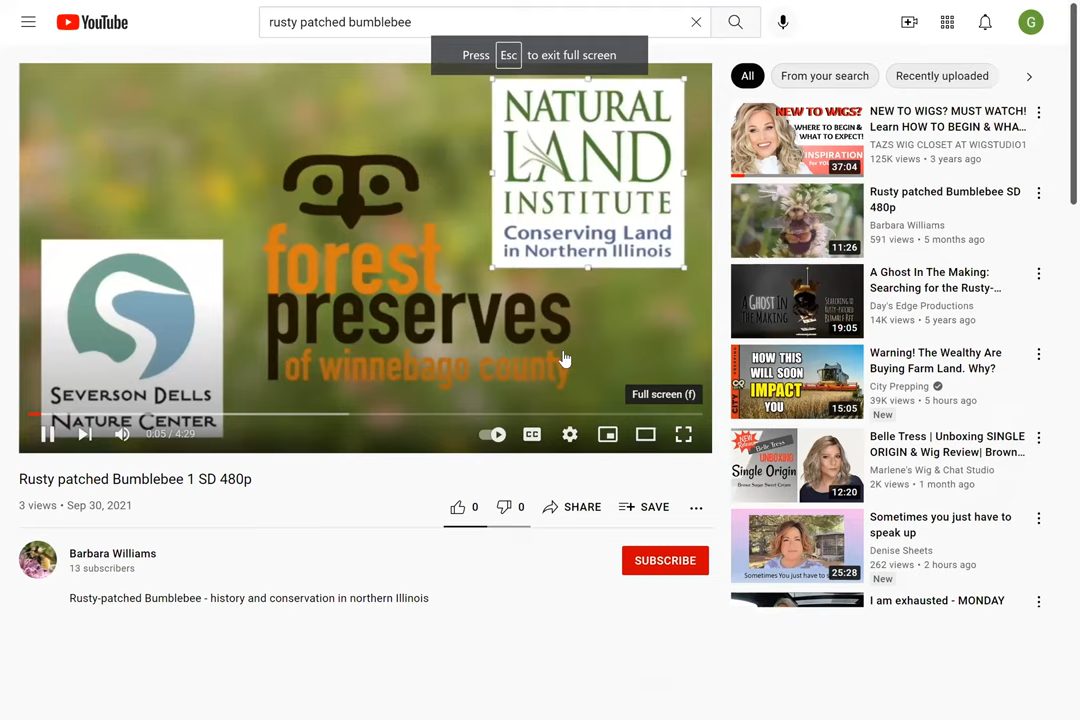 YouTube
rusty patched bumblebee
G
Press Esc to exit full screen
All
From your search
Recently uploaded
NATURAL
LAND
INSTITUTE
Conserving Land
in Northern Illinois
forest
preserves
of winnebago county
SEVERSON DELLS
NATURE CENTER
Full screen (f)
0:05 / 4:29
CC
Rusty patched Bumblebee 1 SD 480p
3 views • Sep 30, 2021
0
0
SHARE
SAVE
Barbara Williams
13 subscribers
SUBSCRIBE
Rusty-patched Bumblebee - history and conservation in northern Illinois
NEW TO WIGS?
WHERE TO BEGIN &
WHAT TO EXPECT!
INSPIRATION
37:04
NEW TO WIGS? MUST WATCH!
Learn HOW TO BEGIN & WHA...
TAZS WIG CLOSET AT WIGSTUDIO1
125K views • 3 years ago
11:26
Rusty patched Bumblebee SD
480p
Barbara Williams
591 views • 5 months ago
A GHOST
IN THE MAKING
SEARCHING
FOR THE RUSTY-
PATCHED
BUMBLE BEE
19:05
A Ghost In The Making:
Searching for the Rusty-...
Day's Edge Productions
14K views • 5 years ago
HOW THIS
WILL SOON
IMPACT
YOU
15:05
Warning! The Wealthy Are
Buying Farm Land. Why?
City Prepping
39K views • 5 hours ago
New
UNBOXING
Single Origin
12:20
Belle Tress | Unboxing SINGLE
ORIGIN & Wig Review| Brown...
Marlene's Wig & Chat Studio
2K views • 1 month ago
Sometimes You just have to
25:28
Sometimes you just have to
speak up
Denise Sheets
262 views • 2 hours ago
New
I am exhausted - MONDAY